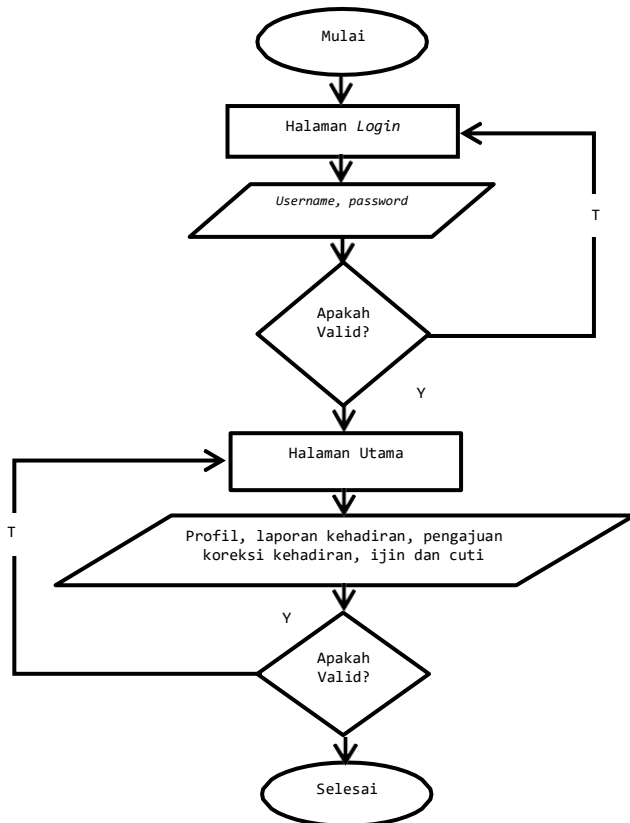 Mulai
Halaman Login
Username, password
T
Apakah
Valid?
Y
Halaman Utama
T
Profil, laporan kehadiran, pengajuan
koreksi kehadiran, ijin dan cuti
Y
Apakah
Valid?
Selesai